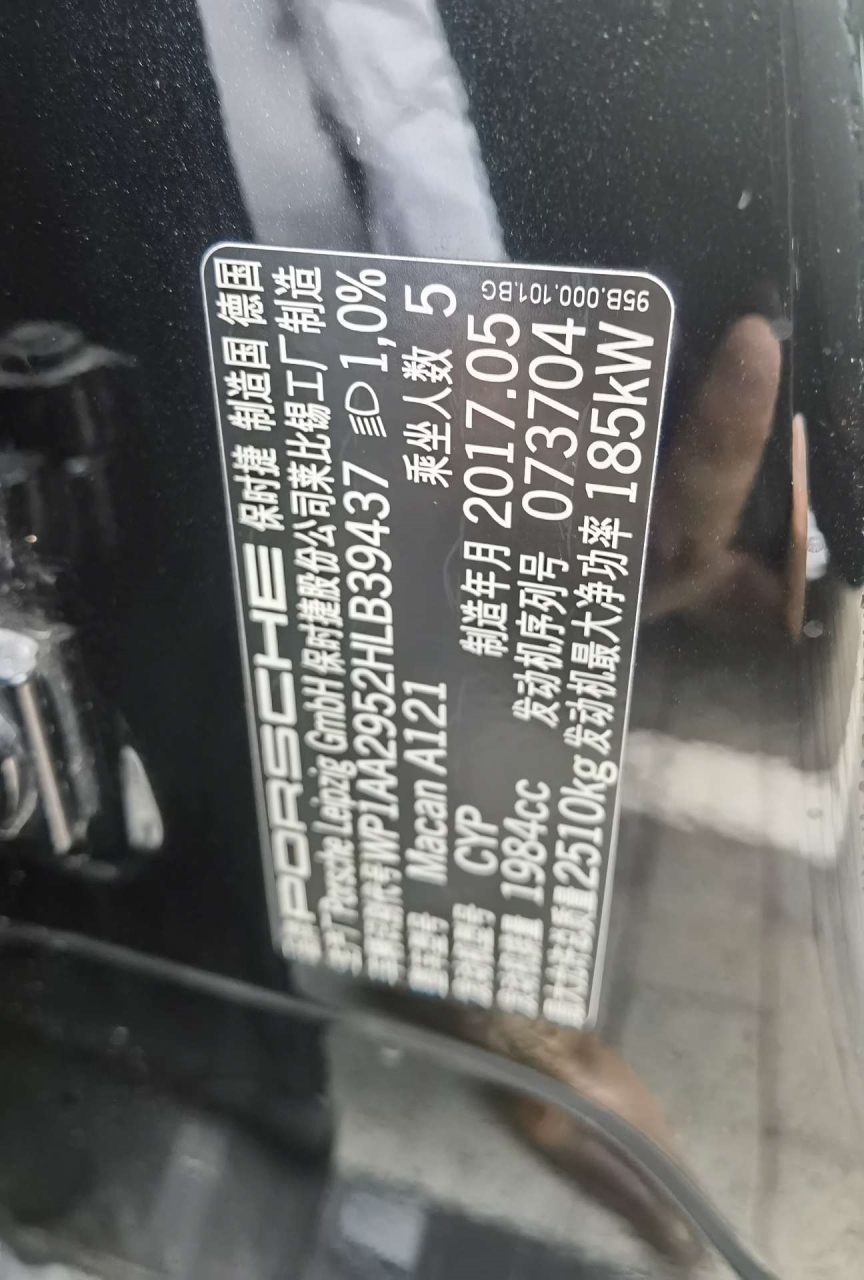 品牌 PORSCHE 保时捷 制造国 德国
生产厂 Porsche Leipzig GmbH 保时捷股份公司莱比锡工厂制造
车辆识别代号 WP1AA2952HLB39437 1,0%
整车型号 Macan A121 乘坐人数 5
发动机型号 CYP 制造年月 2017.05
发动机排量 1984cc 发动机序列号 073704
最大允许总质量 2510kg 发动机最大净功率 185kW
95B.000.101.BG